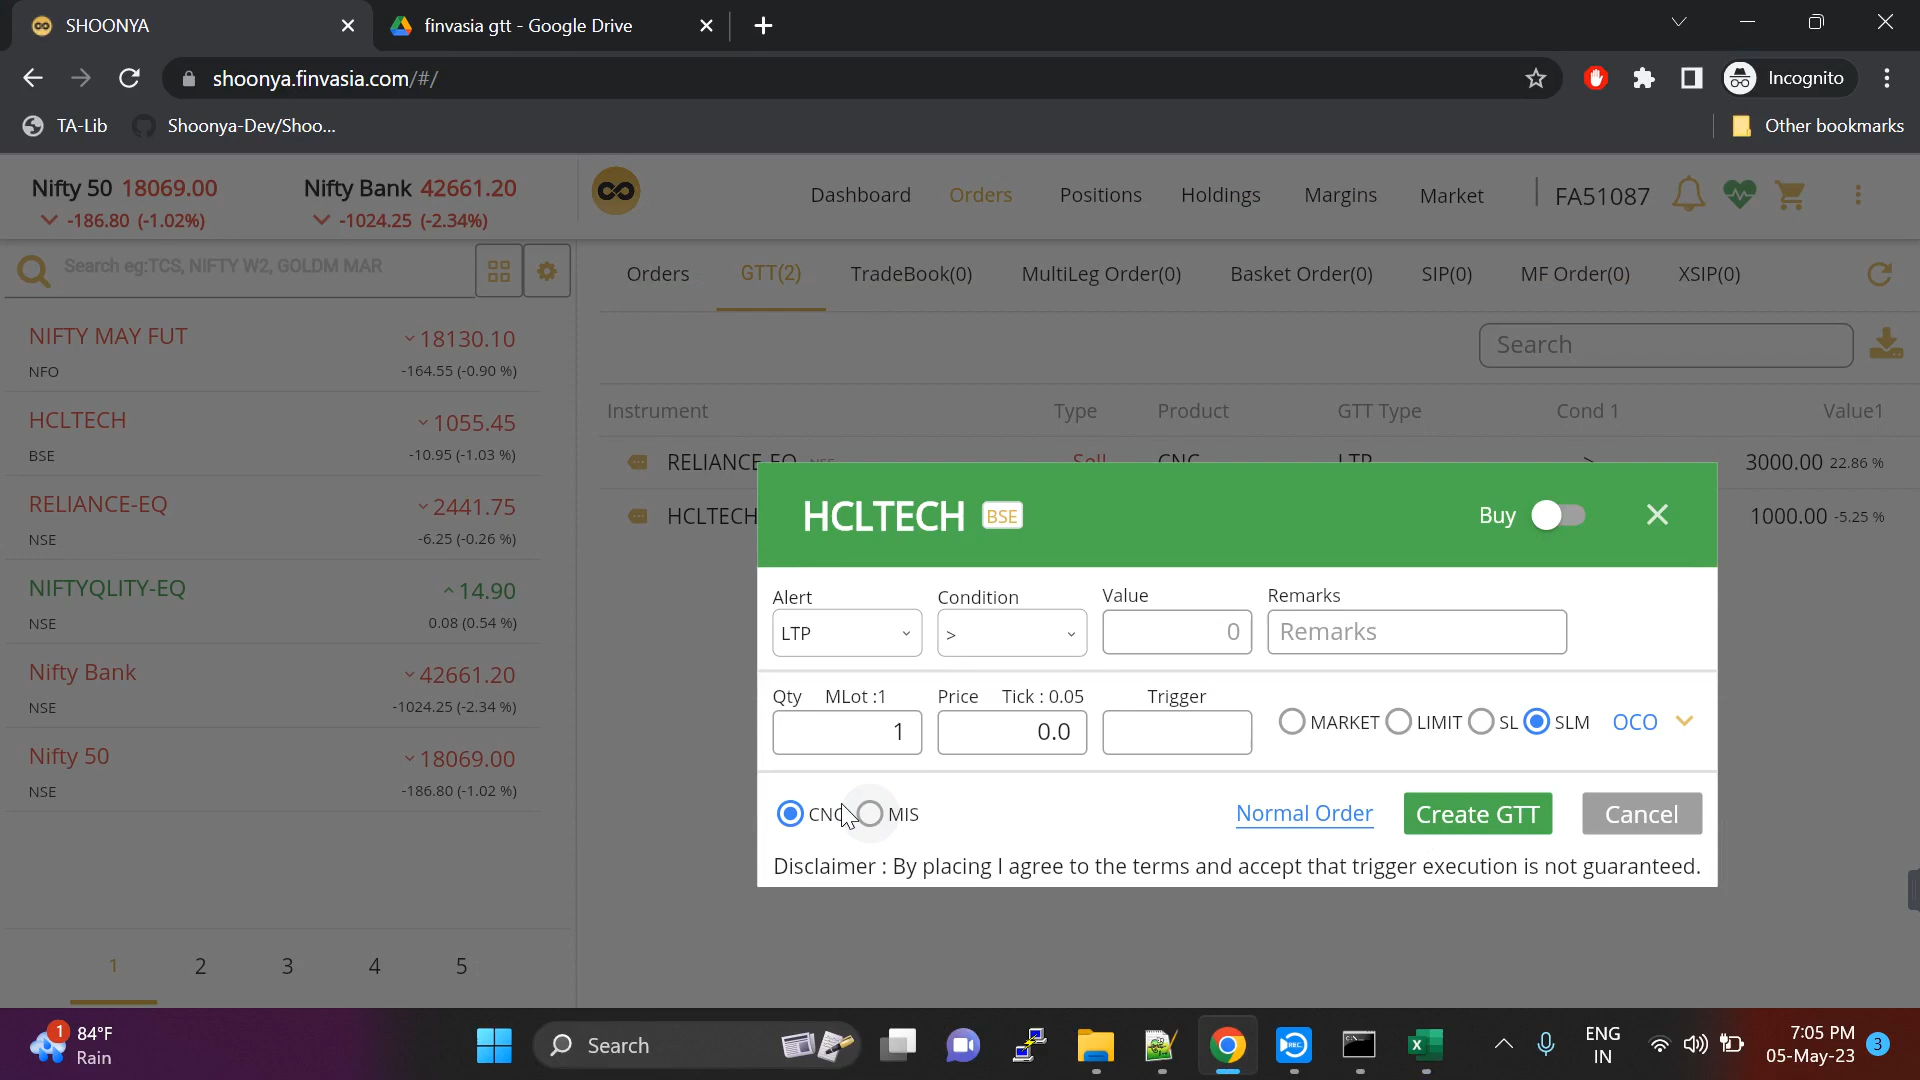 SHOONYA
finvasia gtt - Google Drive
shoonya.finvasia.com/#/
Incognito
TA-Lib
Shoonya-Dev/Shoo...
Other bookmarks
Nifty 50 18069.00
-186.80 (-1.02%)
Nifty Bank 42661.20
-1024.25 (-2.34%)
Dashboard
Orders
Positions
Holdings
Margins
Market
FA51087
Search eg:TCS, NIFTY W2, GOLDM MAR
Orders
GTT(2)
TradeBook(0)
MultiLeg Order(0)
Basket Order(0)
SIP(0)
MF Order(0)
XSIP(0)
NIFTY MAY FUT 18130.10
NFO -164.55 (-0.90 %)
HCLTECH 1055.45
BSE -10.95 (-1.03 %)
RELIANCE-EQ 2441.75
NSE -6.25 (-0.26 %)
NIFTYQLITY-EQ 14.90
NSE 0.08 (0.54 %)
Nifty Bank 42661.20
NSE -1024.25 (-2.34 %)
Nifty 50 18069.00
NSE -186.80 (-1.02 %)
1 2 3 4 5
Search
Instrument Type Product GTT Type Cond 1 Value1
RELIANCE-EQ NSE Sell CNC LTP > 3000.00 22.86 %
HCLTECH 1000.00 -5.25 %
HCLTECH BSE
Buy
Alert Condition Value Remarks
LTP > 0 Remarks
Qty MLot :1 Price Tick : 0.05 Trigger
1 0.0 MARKET LIMIT SL SLM OCO
CNC MIS Normal Order Create GTT Cancel
Disclaimer : By placing I agree to the terms and accept that trigger execution is not guaranteed.
1 84°F
Rain
Search
REC
ENG
IN
7:05 PM
05-May-23
3